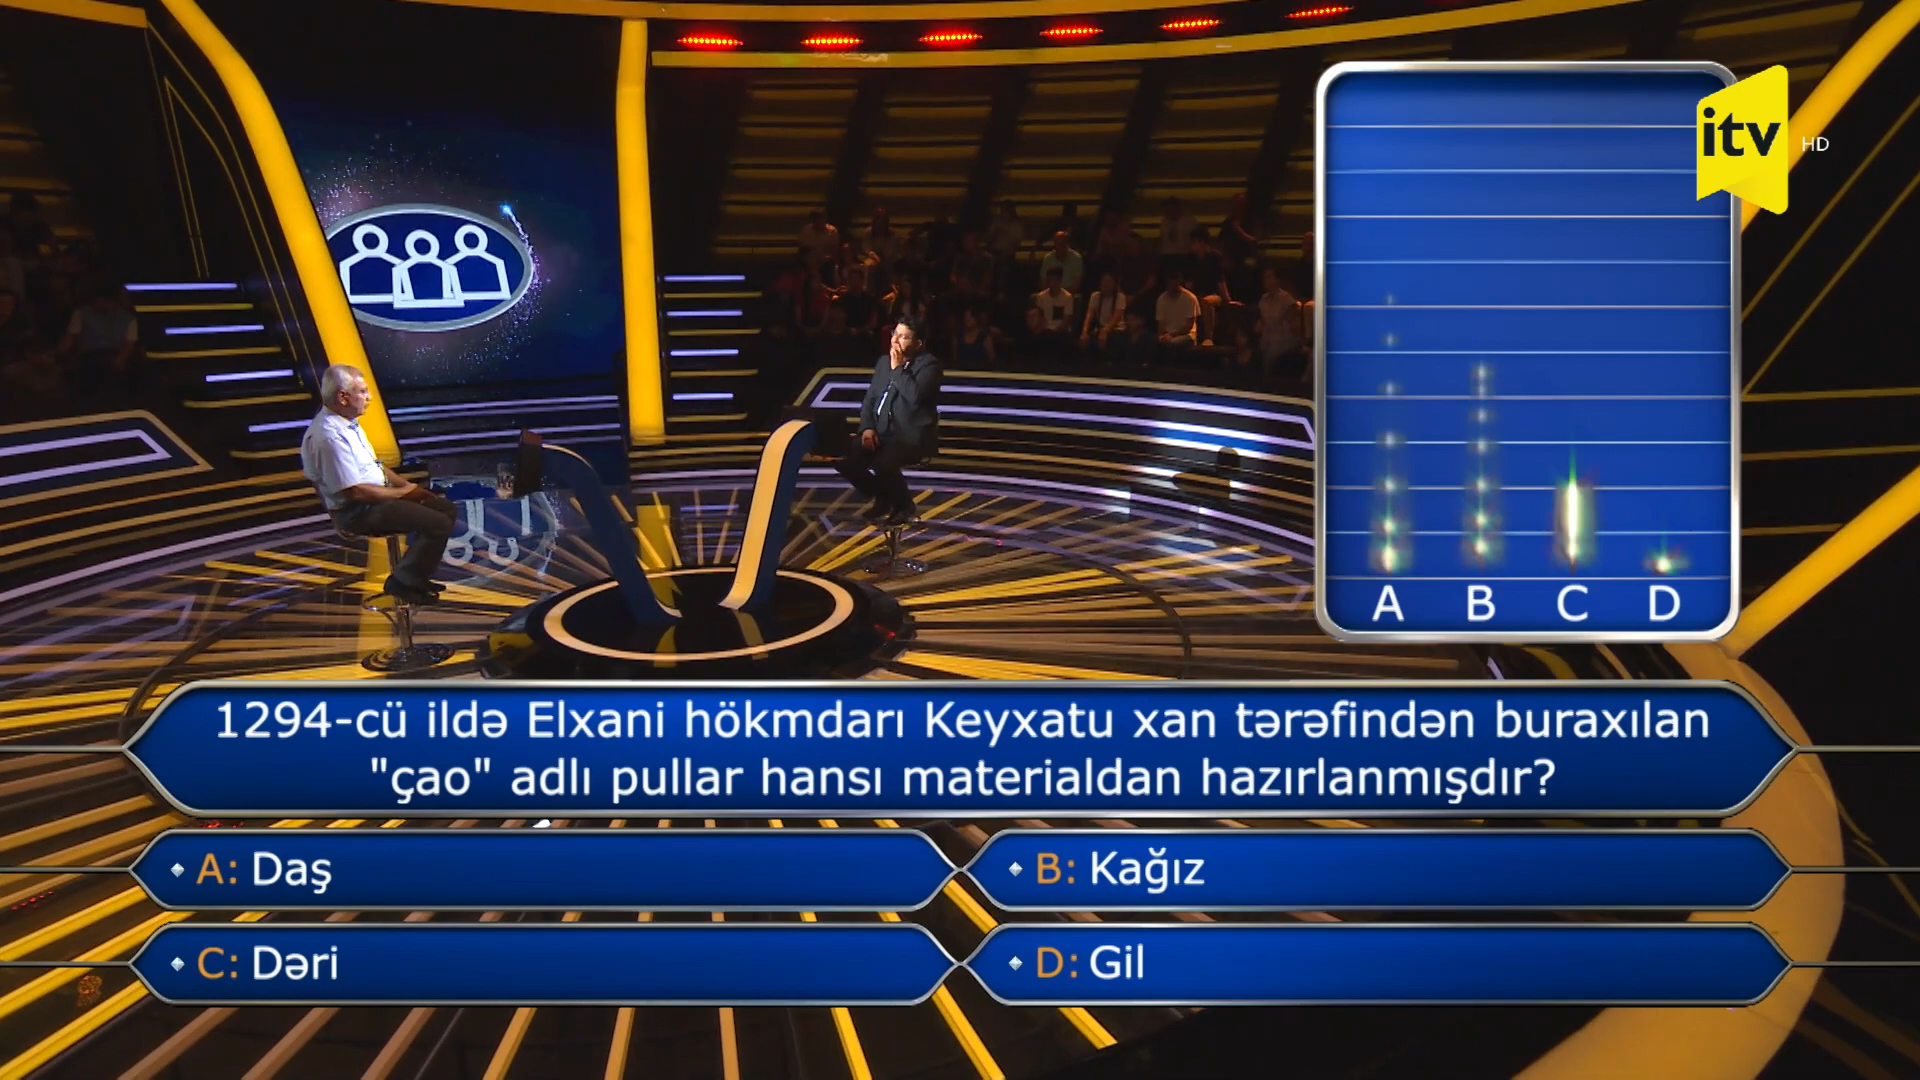 itv HD
A B C D
1294-cü ildə Elxani hökmdarı Keyxatu xan tərəfindən buraxılan
"çao" adlı pullar hansı materialdan hazırlanmışdır?
A: Daş
B: Kağız
C: Dəri
D: Gil